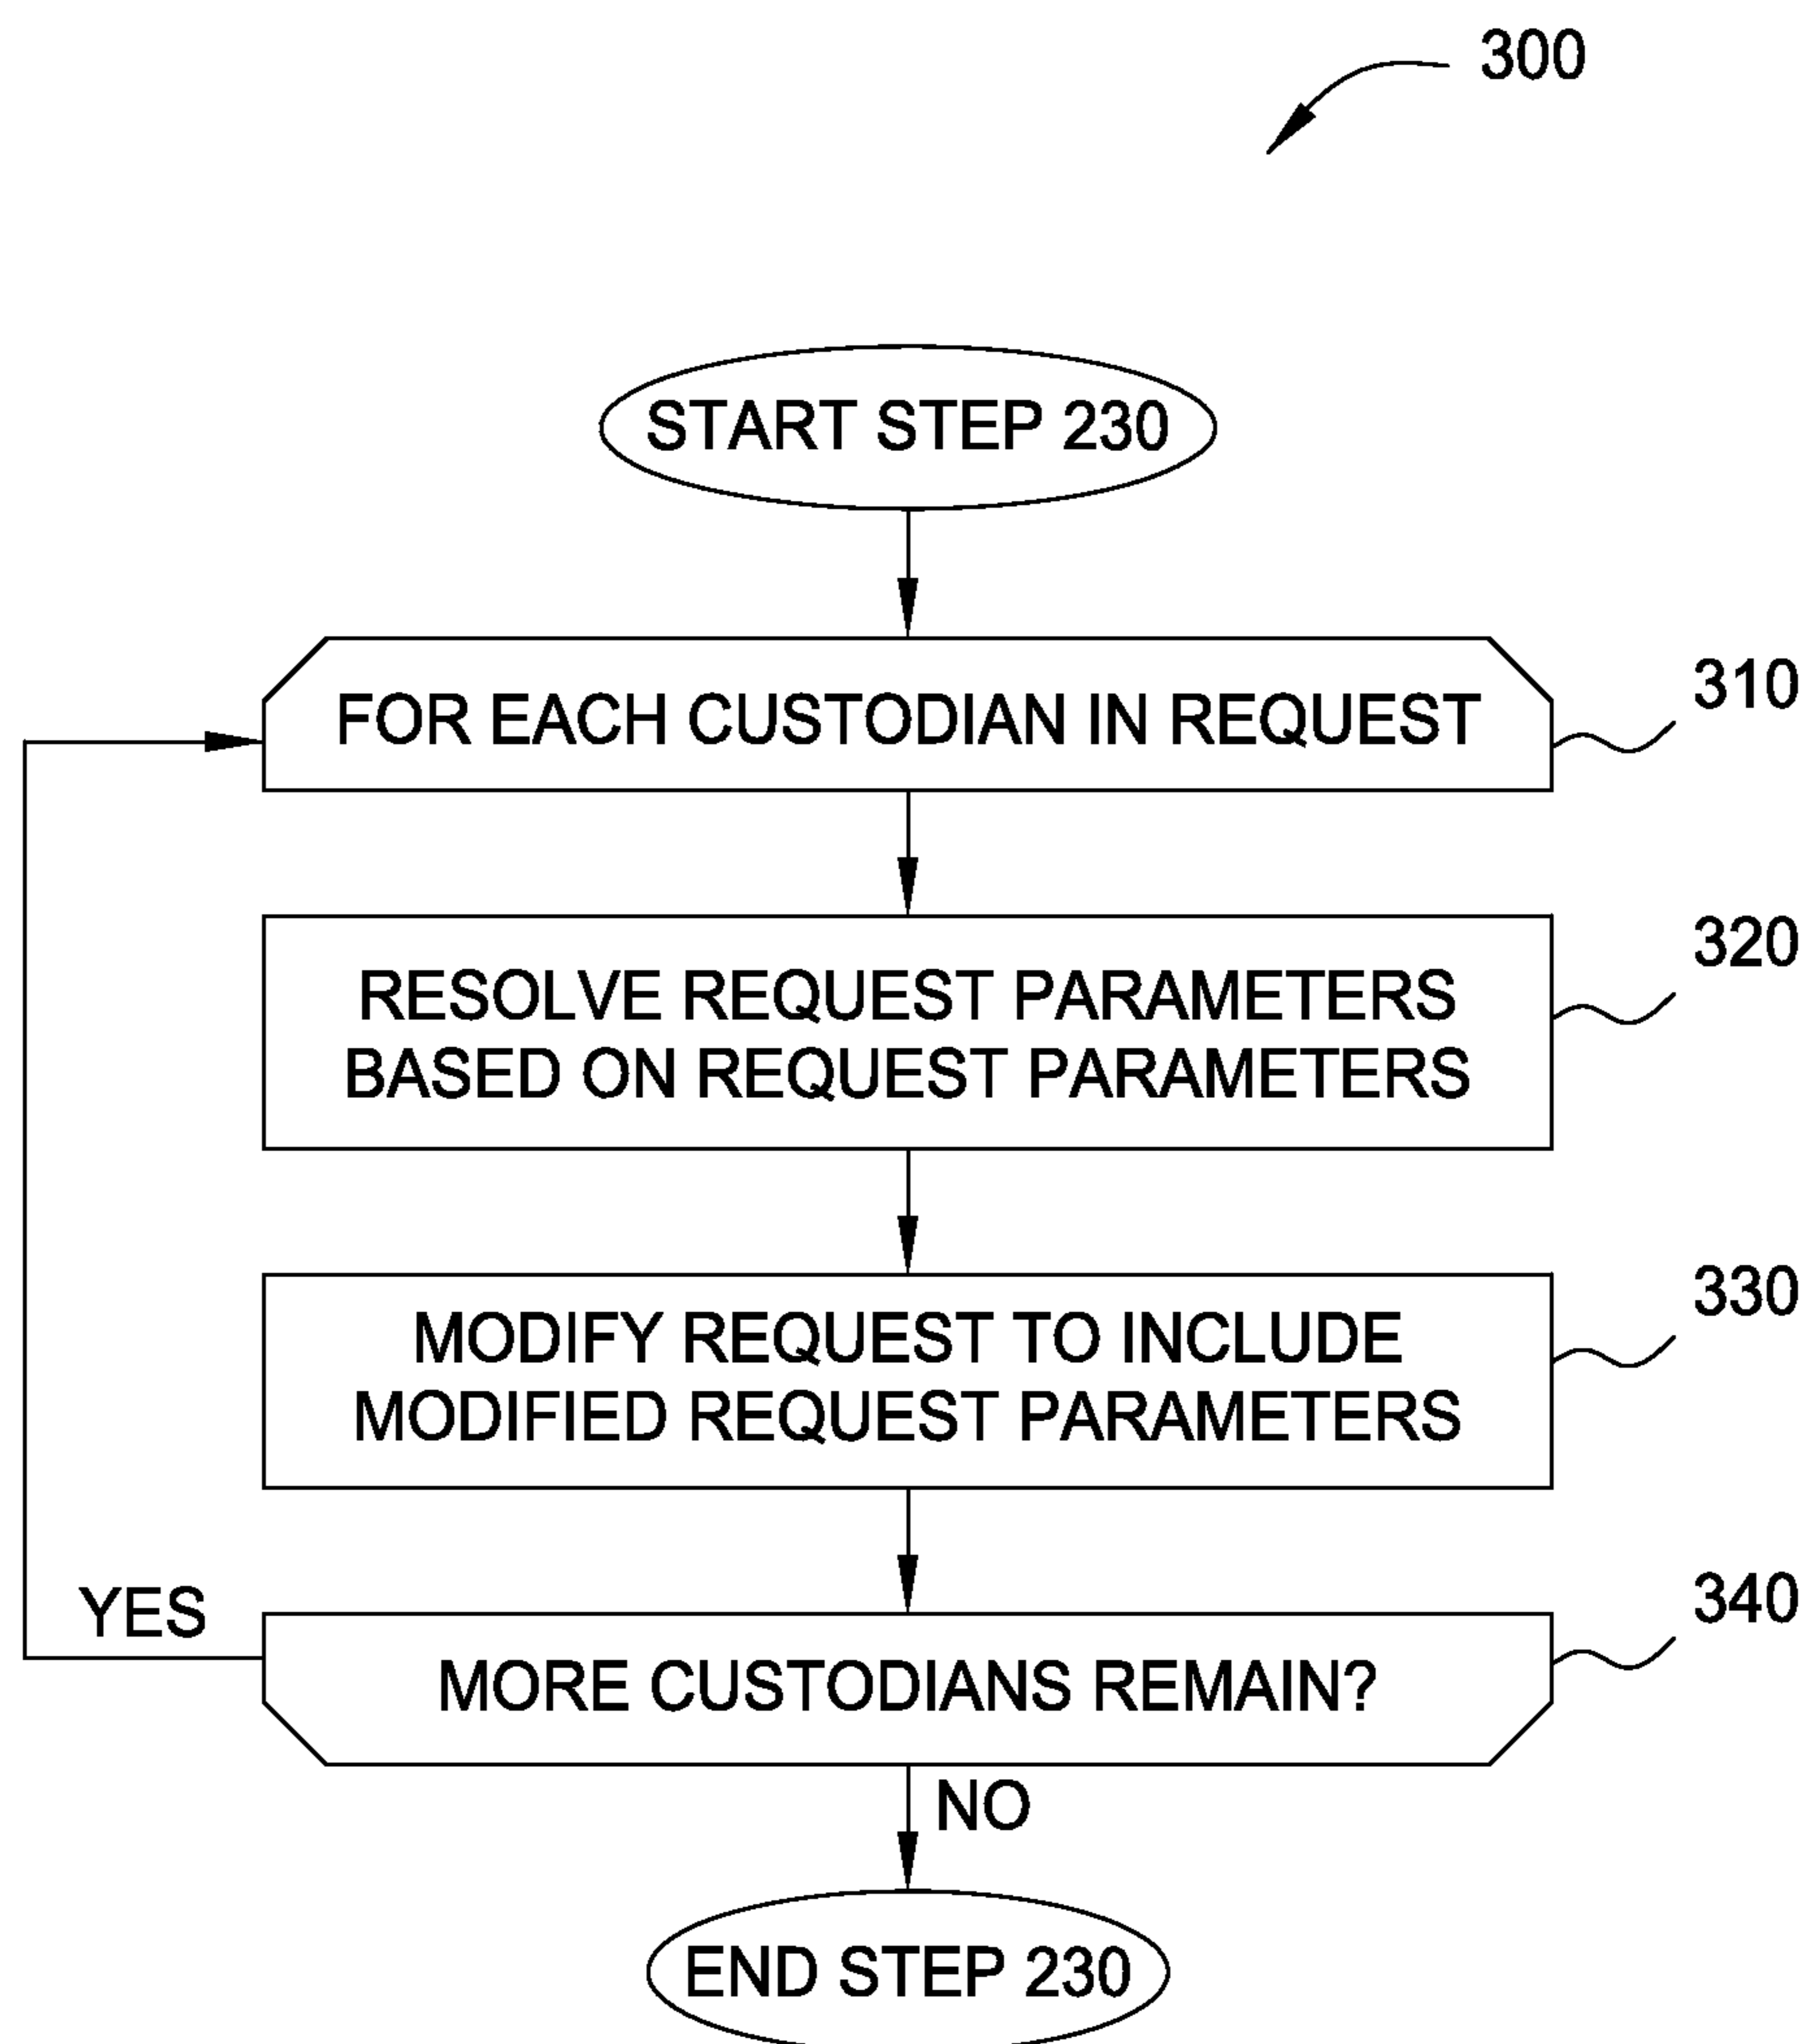 300
START STEP 230
FOR EACH CUSTODIAN IN REQUEST
310
RESOLVE REQUEST PARAMETERS
BASED ON REQUEST PARAMETERS
320
MODIFY REQUEST TO INCLUDE
MODIFIED REQUEST PARAMETERS
330
YES
MORE CUSTODIANS REMAIN?
340
NO
END STEP 230